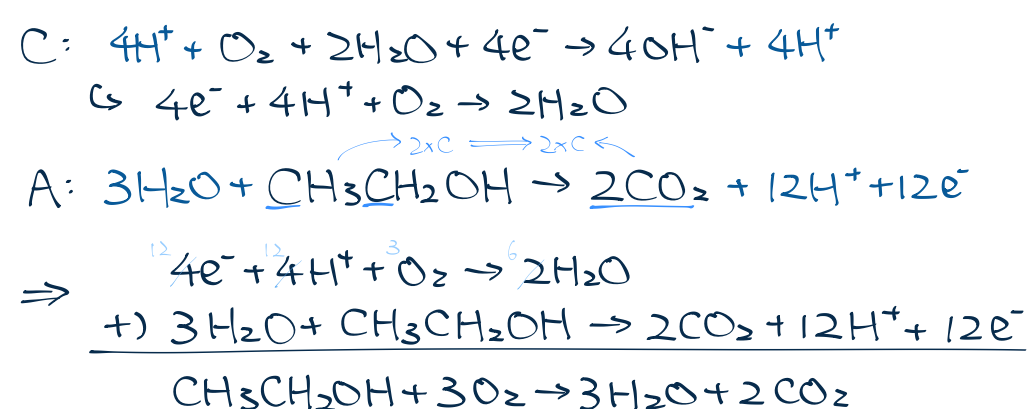 C: 4H⁺ + O₂ + 2H₂O + 4e⁻ → 4OH⁻ + 4H⁺
↳ 4e⁻ + 4H⁺ + O₂ → 2H₂O
2×C ⟹ 2×C
A: 3H₂O + CH₃CH₂OH → 2CO₂ + 12H⁺ + 12e⁻
12 12 3 6
⇒ 4e⁻ + 4H⁺ + O₂ → 2H₂O
+) 3H₂O + CH₃CH₂OH → 2CO₂ + 12H⁺ + 12e⁻
CH₃CH₂OH + 3O₂ → 3H₂O + 2CO₂